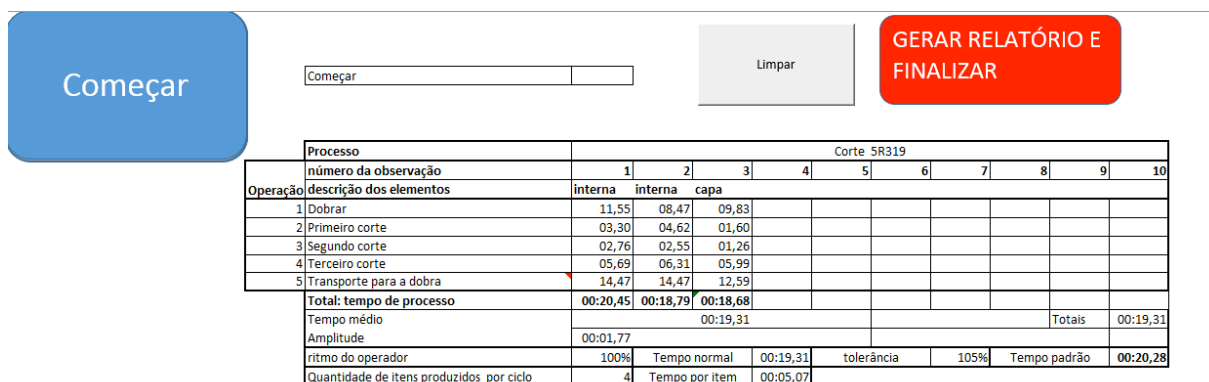 Começar
Começar
Limpar
GERAR RELATÓRIO E
FINALIZAR
Processo Corte 5R319
número da observação 1 2 3 4 5 6 7 8 9 10
Operação descrição dos elementos interna interna capa
1 Dobrar 11,55 08,47 09,83
2 Primeiro corte 03,30 04,62 01,60
3 Segundo corte 02,76 02,55 01,26
4 Terceiro corte 05,69 06,31 05,99
5 Transporte para a dobra 14,47 14,47 12,59
Total: tempo de processo 00:20,45 00:18,79 00:18,68
Tempo médio 00:19,31 Totais 00:19,31
Amplitude 00:01,77
ritmo do operador 100% Tempo normal 00:19,31 tolerância 105% Tempo padrão 00:20,28
Quantidade de itens produzidos por ciclo 4 Tempo por item 00:05,07